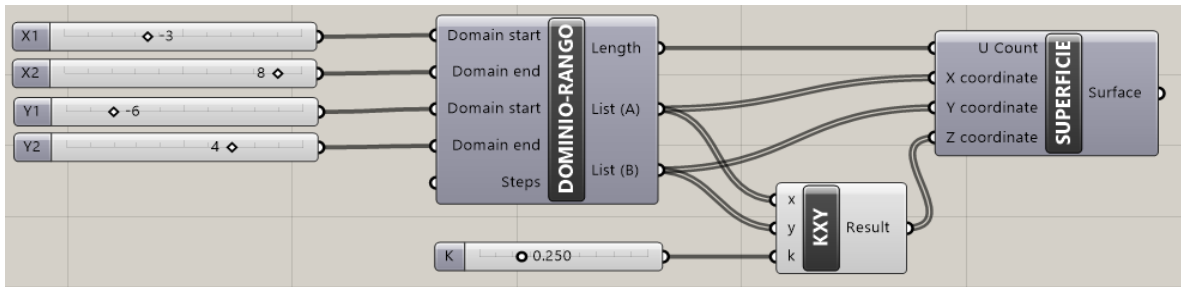 X1 -3
X2 8
Y1 -6
Y2 4
Domain start
Domain end
Domain start
Domain end
Steps
DOMINIO-RANGO
Length
List (A)
List (B)
K 0.250
x
y
k
KXY
Result
U Count
X coordinate
Y coordinate
Z coordinate
SUPERFICIE
Surface